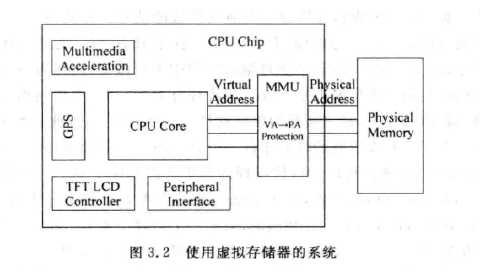 CPU Chip
Multimedia
Acceleration
GPS
CPU Core
Virtual
Address
MMU
VA→PA
Protection
Physical
Address
Physical
Memory
TFT LCD
Controller
Peripheral
Interface
图 3.2 使用虚拟存储器的系统